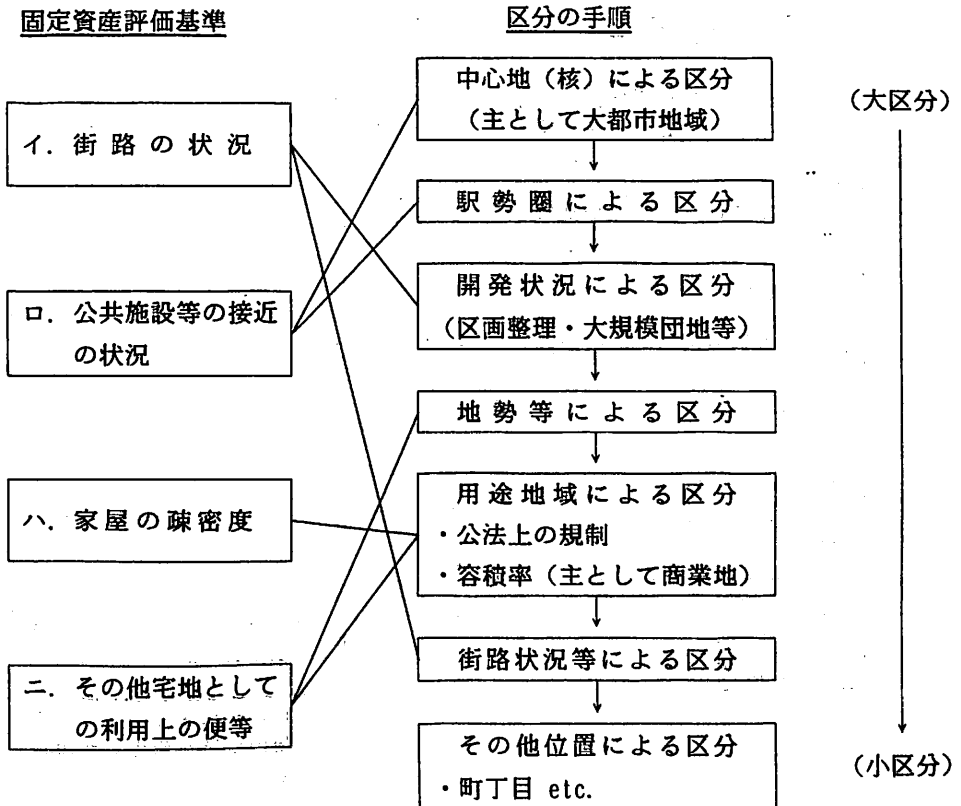 固定資産評価基準
イ．街路の状況
ロ．公共施設等の接近
の状況
ハ．家屋の疎密度
ニ．その他宅地として
の利用上の便等
区分の手順
中心地（核）による区分
（主として大都市地域）
駅勢圏による区分
開発状況による区分
（区画整理・大規模団地等）
地勢等による区分
用途地域による区分
・公法上の規制
・容積率（主として商業地）
街路状況等による区分
その他位置による区分
・町丁目 etc.
（大区分）
（小区分）